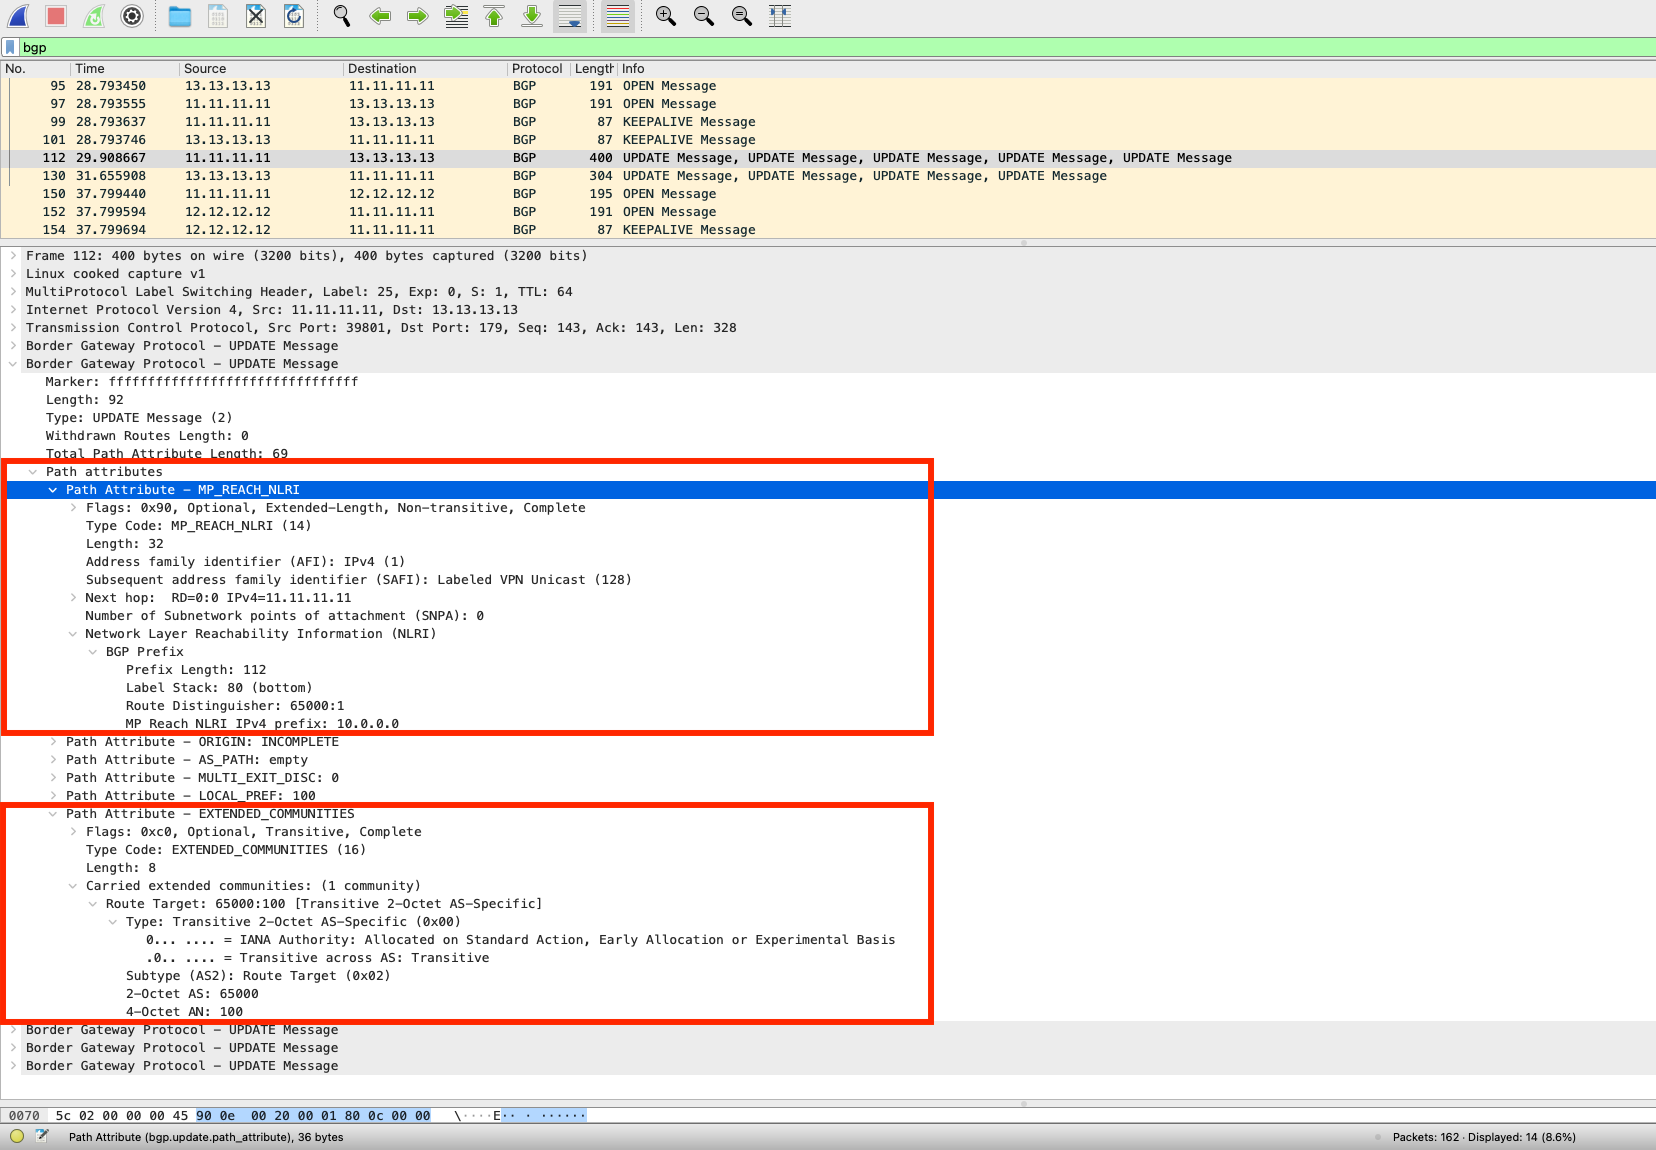 bgp
No. Time Source Destination Protocol Length Info
95 28.793450 13.13.13.13 11.11.11.11 BGP 191 OPEN Message
97 28.793555 11.11.11.11 13.13.13.13 BGP 191 OPEN Message
99 28.793637 11.11.11.11 13.13.13.13 BGP 87 KEEPALIVE Message
101 28.793746 13.13.13.13 11.11.11.11 BGP 87 KEEPALIVE Message
112 29.908667 11.11.11.11 13.13.13.13 BGP 400 UPDATE Message, UPDATE Message, UPDATE Message, UPDATE Message, UPDATE Message
130 31.655908 13.13.13.13 11.11.11.11 BGP 304 UPDATE Message, UPDATE Message, UPDATE Message, UPDATE Message
150 37.799440 11.11.11.11 12.12.12.12 BGP 195 OPEN Message
152 37.799594 12.12.12.12 11.11.11.11 BGP 191 OPEN Message
154 37.799694 12.12.12.12 11.11.11.11 BGP 87 KEEPALIVE Message
Frame 112: 400 bytes on wire (3200 bits), 400 bytes captured (3200 bits)
Linux cooked capture v1
MultiProtocol Label Switching Header, Label: 25, Exp: 0, S: 1, TTL: 64
Internet Protocol Version 4, Src: 11.11.11.11, Dst: 13.13.13.13
Transmission Control Protocol, Src Port: 39801, Dst Port: 179, Seq: 143, Ack: 143, Len: 328
Border Gateway Protocol – UPDATE Message
Border Gateway Protocol – UPDATE Message
Marker: ffffffffffffffffffffffffffffffff
Length: 92
Type: UPDATE Message (2)
Withdrawn Routes Length: 0
Total Path Attribute Length: 69
Path attributes
Path Attribute – MP_REACH_NLRI
Flags: 0x90, Optional, Extended-Length, Non-transitive, Complete
Type Code: MP_REACH_NLRI (14)
Length: 32
Address family identifier (AFI): IPv4 (1)
Subsequent address family identifier (SAFI): Labeled VPN Unicast (128)
Next hop:  RD=0:0 IPv4=11.11.11.11
Number of Subnetwork points of attachment (SNPA): 0
Network Layer Reachability Information (NLRI)
BGP Prefix
Prefix Length: 112
Label Stack: 80 (bottom)
Route Distinguisher: 65000:1
MP Reach NLRI IPv4 prefix: 10.0.0.0
Path Attribute – ORIGIN: INCOMPLETE
Path Attribute – AS_PATH: empty
Path Attribute – MULTI_EXIT_DISC: 0
Path Attribute – LOCAL_PREF: 100
Path Attribute – EXTENDED_COMMUNITIES
Flags: 0xc0, Optional, Transitive, Complete
Type Code: EXTENDED_COMMUNITIES (16)
Length: 8
Carried extended communities: (1 community)
Route Target: 65000:100 [Transitive 2-Octet AS-Specific]
Type: Transitive 2-Octet AS-Specific (0x00)
0... .... = IANA Authority: Allocated on Standard Action, Early Allocation or Experimental Basis
.0.. .... = Transitive across AS: Transitive
Subtype (AS2): Route Target (0x02)
2-Octet AS: 65000
4-Octet AN: 100
Border Gateway Protocol – UPDATE Message
Border Gateway Protocol – UPDATE Message
Border Gateway Protocol – UPDATE Message
0070 5c 02 00 00 00 45 90 0e 00 20 00 01 80 0c 00 00 \····E·· · ······
Path Attribute (bgp.update.path_attribute), 36 bytes Packets: 162 · Displayed: 14 (8.6%)